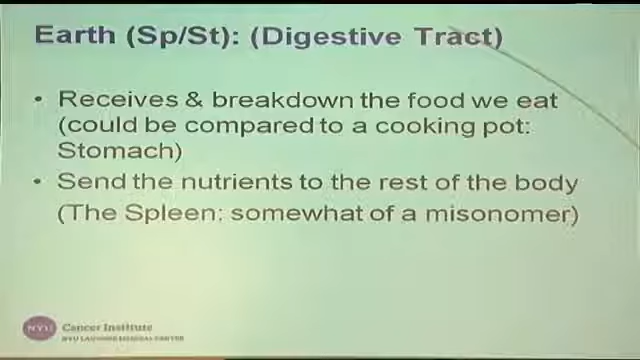 Earth (Sp/St): (Digestive Tract)
• Receives & breakdown the food we eat
(could be compared to a cooking pot:
Stomach)
• Send the nutrients to the rest of the body
(The Spleen: somewhat of a misonomer)
NYU Cancer Institute
NYU LANGONE MEDICAL CENTER